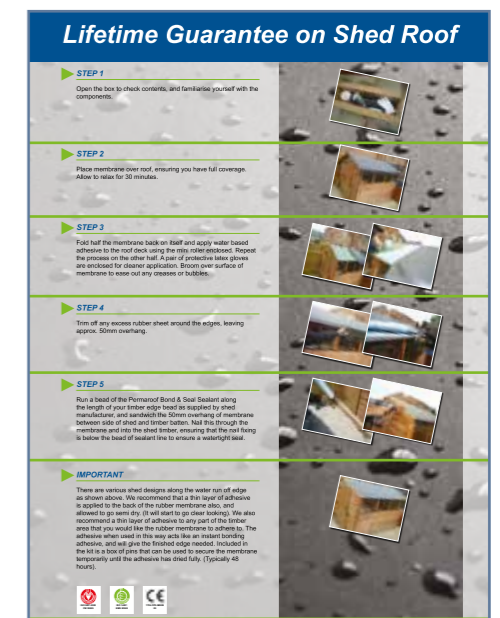 Lifetime Guarantee on Shed Roof
STEP 1
Open the box to check contents, and familiarise yourself with the
components.
STEP 2
Place membrane over roof, ensuring you have full coverage.
Allow to relax for 30 minutes.
STEP 3
Fold half the membrane back on itself and apply water based
adhesive to the roof deck using the mini roller enclosed. Repeat
the process on the other half. A pair of protective latex gloves
are enclosed for cleaner application. Broom over surface of
membrane to ease out any creases or bubbles.
STEP 4
Trim off any excess rubber sheet around the edges, leaving
approx. 50mm overhang.
STEP 5
Run a bead of the Permaroof Bond & Seal Sealant along
the length of your timber edge bead as supplied by shed
manufacturer, and sandwich the 50mm overhang of membrane
between side of shed and timber batten. Nail this through the
membrane and into the shed timber, ensuring that the nail fixing
is below the bead of sealant line to ensure a watertight seal.
IMPORTANT
There are various shed designs along the water run off edge
as shown above. We recommend that a thin layer of adhesive
is applied to the back of the rubber membrane also, and
allowed to go semi dry. (It will start to go clear looking). We also
recommend a thin layer of adhesive to any part of the timber
area that you would like the rubber membrane to adhere to. The
adhesive when used in this way acts like an instant bonding
adhesive, and will give the finished edge needed. Included in
the kit is a box of pins that can be used to secure the membrane
temporarily until the adhesive has dried fully. (Typically 48
hours).
CE